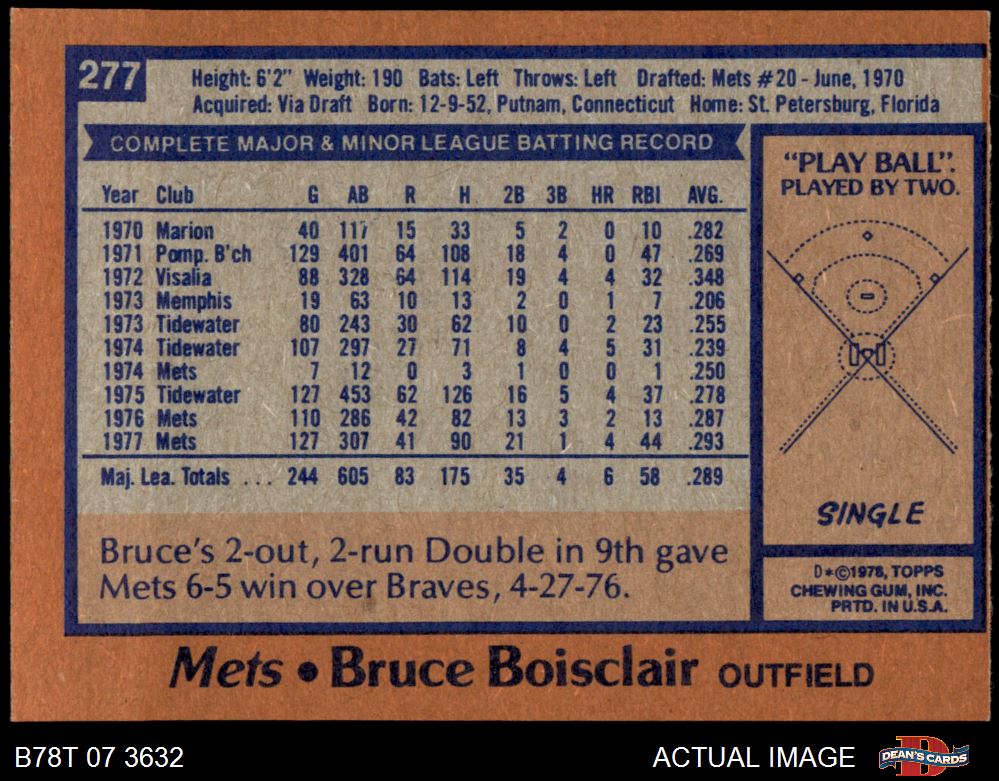 277
Height: 6'2" Weight: 190 Bats: Left Throws: Left Drafted: Mets #20 - June, 1970
Acquired: Via Draft Born: 12-9-52, Putnam, Connecticut Home: St. Petersburg, Florida
COMPLETE MAJOR & MINOR LEAGUE BATTING RECORD
Year Club G AB R H 2B 3B HR RBI AVG.
1970 Marion 40 117 15 33 5 2 0 10 .282
1971 Pomp. B'ch 129 401 64 108 18 4 0 47 .269
1972 Visalia 88 328 64 114 19 4 4 32 .348
1973 Memphis 19 63 10 13 2 0 1 7 .206
1973 Tidewater 80 243 30 62 10 0 2 23 .255
1974 Tidewater 107 297 27 71 8 4 5 31 .239
1974 Mets 7 12 0 3 1 0 0 1 .250
1975 Tidewater 127 453 62 126 16 5 4 37 .278
1976 Mets 110 286 42 82 13 3 2 13 .287
1977 Mets 127 307 41 90 21 1 4 44 .293
Maj. Lea. Totals ... 244 605 83 175 35 4 6 58 .289
Bruce's 2-out, 2-run Double in 9th gave
Mets 6-5 win over Braves, 4-27-76.
"PLAY BALL".
PLAYED BY TWO.
SINGLE
D*©1978, TOPPS
CHEWING GUM, INC.
PRTD. IN U.S.A.
Mets • Bruce Boisclair OUTFIELD
B78T 07 3632
ACTUAL IMAGE
D
DEAN'S CARDS